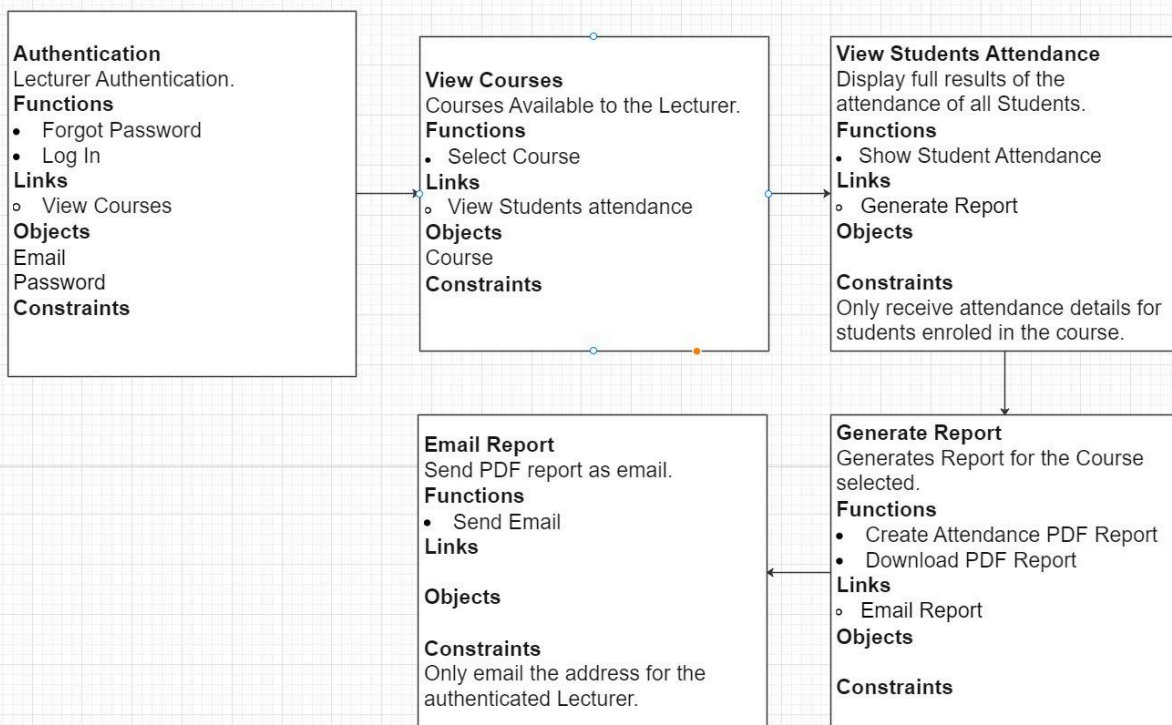 Authentication
Lecturer Authentication.
Functions
• Forgot Password
• Log In
Links
○ View Courses
Objects
Email
Password
Constraints
View Courses
Courses Available to the Lecturer.
Functions
• Select Course
Links
○ View Students attendance
Objects
Course
Constraints
View Students Attendance
Display full results of the
attendance of all Students.
Functions
• Show Student Attendance
Links
○ Generate Report
Objects
Constraints
Only receive attendance details for
students enroled in the course.
Generate Report
Generates Report for the Course
selected.
Functions
• Create Attendance PDF Report
• Download PDF Report
Links
○ Email Report
Objects
Constraints
Email Report
Send PDF report as email.
Functions
• Send Email
Links
Objects
Constraints
Only email the address for the
authenticated Lecturer.